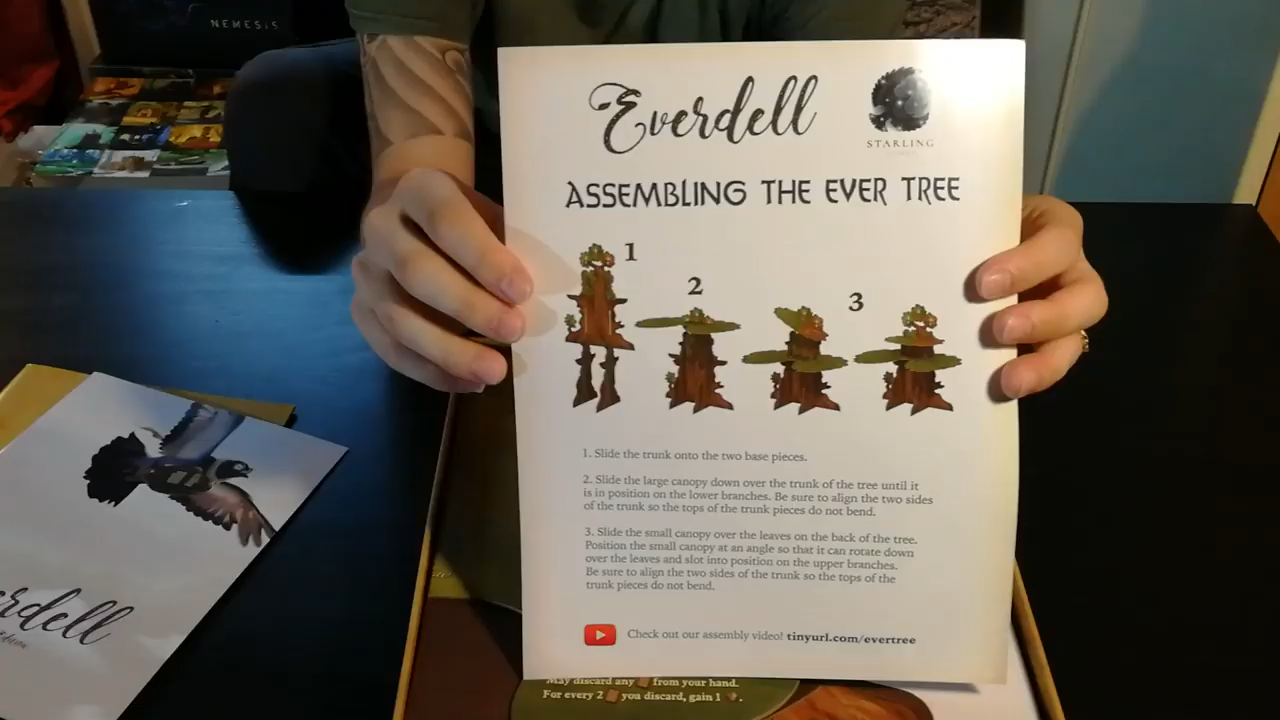 NEMESIS
Everdell
STARLING
ASSEMBLING THE EVER TREE
1
2
3
1. Slide the trunk onto the two base pieces.
2. Slide the large canopy down over the trunk of the tree until it
is in position on the lower branches. Be sure to align the two sides
of the trunk so the tops of the trunk pieces do not bend.
3. Slide the small canopy over the leaves on the back of the tree.
Position the small canopy at an angle so that it can rotate down
over the leaves and slot into position on the upper branches.
Be sure to align the two sides of the trunk so the tops of the
trunk pieces do not bend.
Check out our assembly video! tinyurl.com/evertree
rdell
May discard any from your hand.
For every 2 you discard, gain 1 .